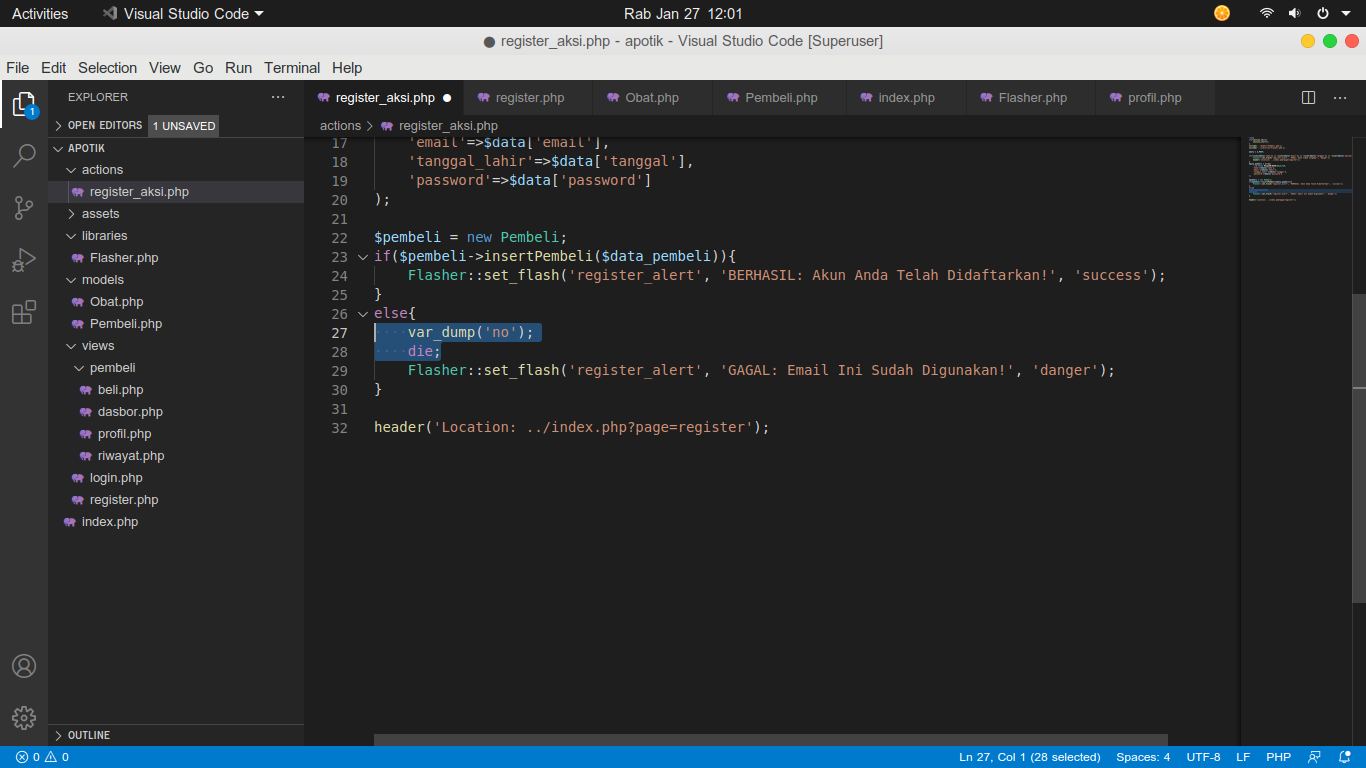 Activities Visual Studio Code Rab Jan 27 12:01
● register_aksi.php - apotik - Visual Studio Code [Superuser]
File Edit Selection View Go Run Terminal Help
1
EXPLORER ···
OPEN EDITORS 1 UNSAVED
APOTIK
actions
register_aksi.php
assets
libraries
Flasher.php
models
Obat.php
Pembeli.php
views
pembeli
beli.php
dasbor.php
profil.php
riwayat.php
login.php
register.php
index.php
OUTLINE
register_aksi.php ● register.php Obat.php Pembeli.php index.php Flasher.php profil.php ···
actions > register_aksi.php
17 'email'=>$data['email'],
18 'tanggal_lahir'=>$data['tanggal'],
19 'password'=>$data['password']
20 );
21
22 $pembeli = new Pembeli;
23 if($pembeli->insertPembeli($data_pembeli)){
24 Flasher::set_flash('register_alert', 'BERHASIL: Akun Anda Telah Didaftarkan!', 'success');
25 }
26 else{
27 var_dump('no');
28 die;
29 Flasher::set_flash('register_alert', 'GAGAL: Email Ini Sudah Digunakan!', 'danger');
30 }
31
32 header('Location: ../index.php?page=register');
0 0 Ln 27, Col 1 (28 selected) Spaces: 4 UTF-8 LF PHP